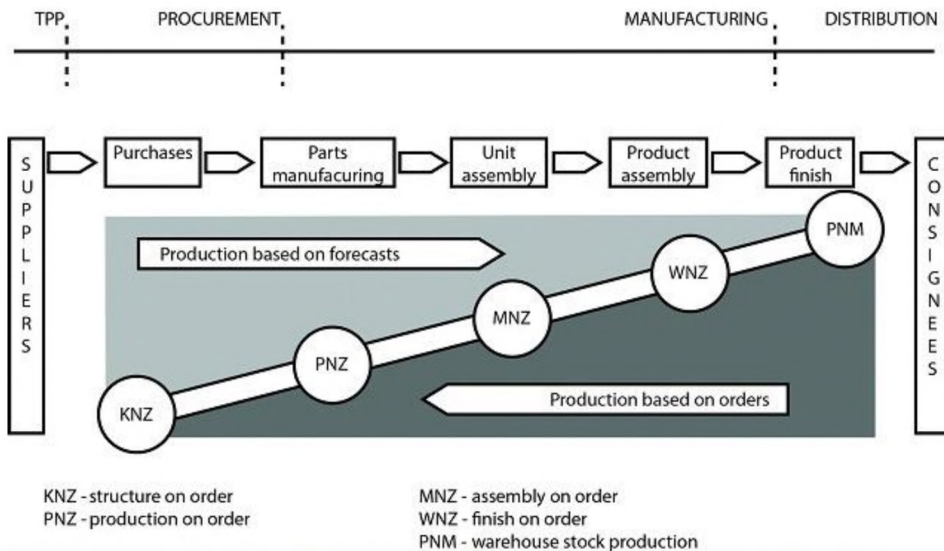 TPP PROCUREMENT MANUFACTURING DISTRIBUTION
SUPPLIERS
Purchases
Parts
manufacuring
Unit
assembly
Product
assembly
Product
finish
CONSIGNEES
Production based on forecasts
PNM
WNZ
MNZ
PNZ
KNZ
Production based on orders
KNZ - structure on order
PNZ - production on order
MNZ - assembly on order
WNZ - finish on order
PNM - warehouse stock production